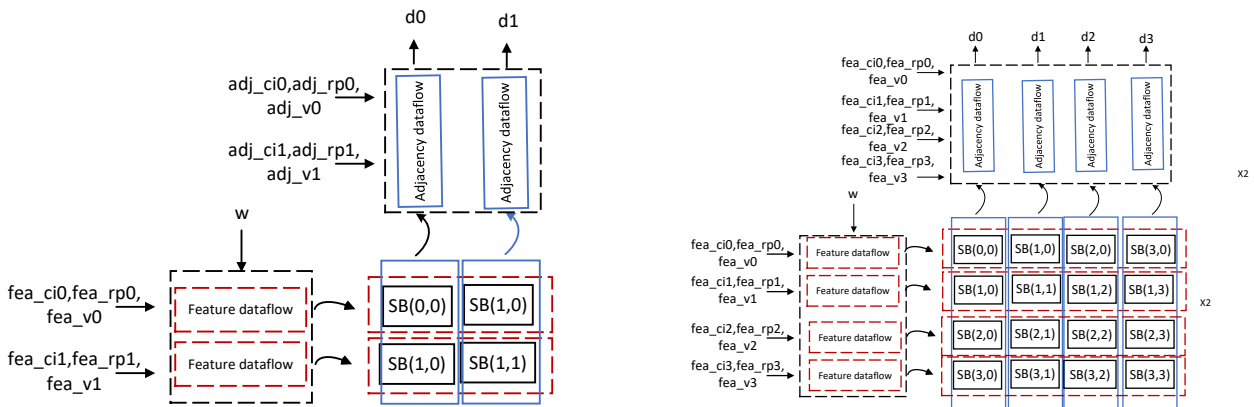 d0 d1
adj_ci0,adj_rp0,
adj_v0
adj_ci1,adj_rp1,
adj_v1
Adjacency dataflow
Adjacency dataflow
w
fea_ci0,fea_rp0,
fea_v0
fea_ci1,fea_rp1,
fea_v1
Feature dataflow
Feature dataflow
SB(0,0) SB(1,0)
SB(1,0) SB(1,1)
d0 d1 d2 d3
fea_ci0,fea_rp0,
fea_v0
fea_ci1,fea_rp1,
fea_v1
fea_ci2,fea_rp2,
fea_v2
fea_ci3,fea_rp3,
fea_v3
Adjacency dataflow
Adjacency dataflow
Adjacency dataflow
Adjacency dataflow
X2
w
fea_ci0,fea_rp0,
fea_v0
fea_ci1,fea_rp1,
fea_v1
fea_ci2,fea_rp2,
fea_v2
fea_ci3,fea_rp3,
fea_v3
Feature dataflow
Feature dataflow
Feature dataflow
Feature dataflow
SB(0,0) SB(1,0) SB(2,0) SB(3,0)
SB(1,0) SB(1,1) SB(1,2) SB(1,3)
SB(2,0) SB(2,1) SB(2,2) SB(2,3)
SB(3,0) SB(3,1) SB(3,2) SB(3,3)
X2